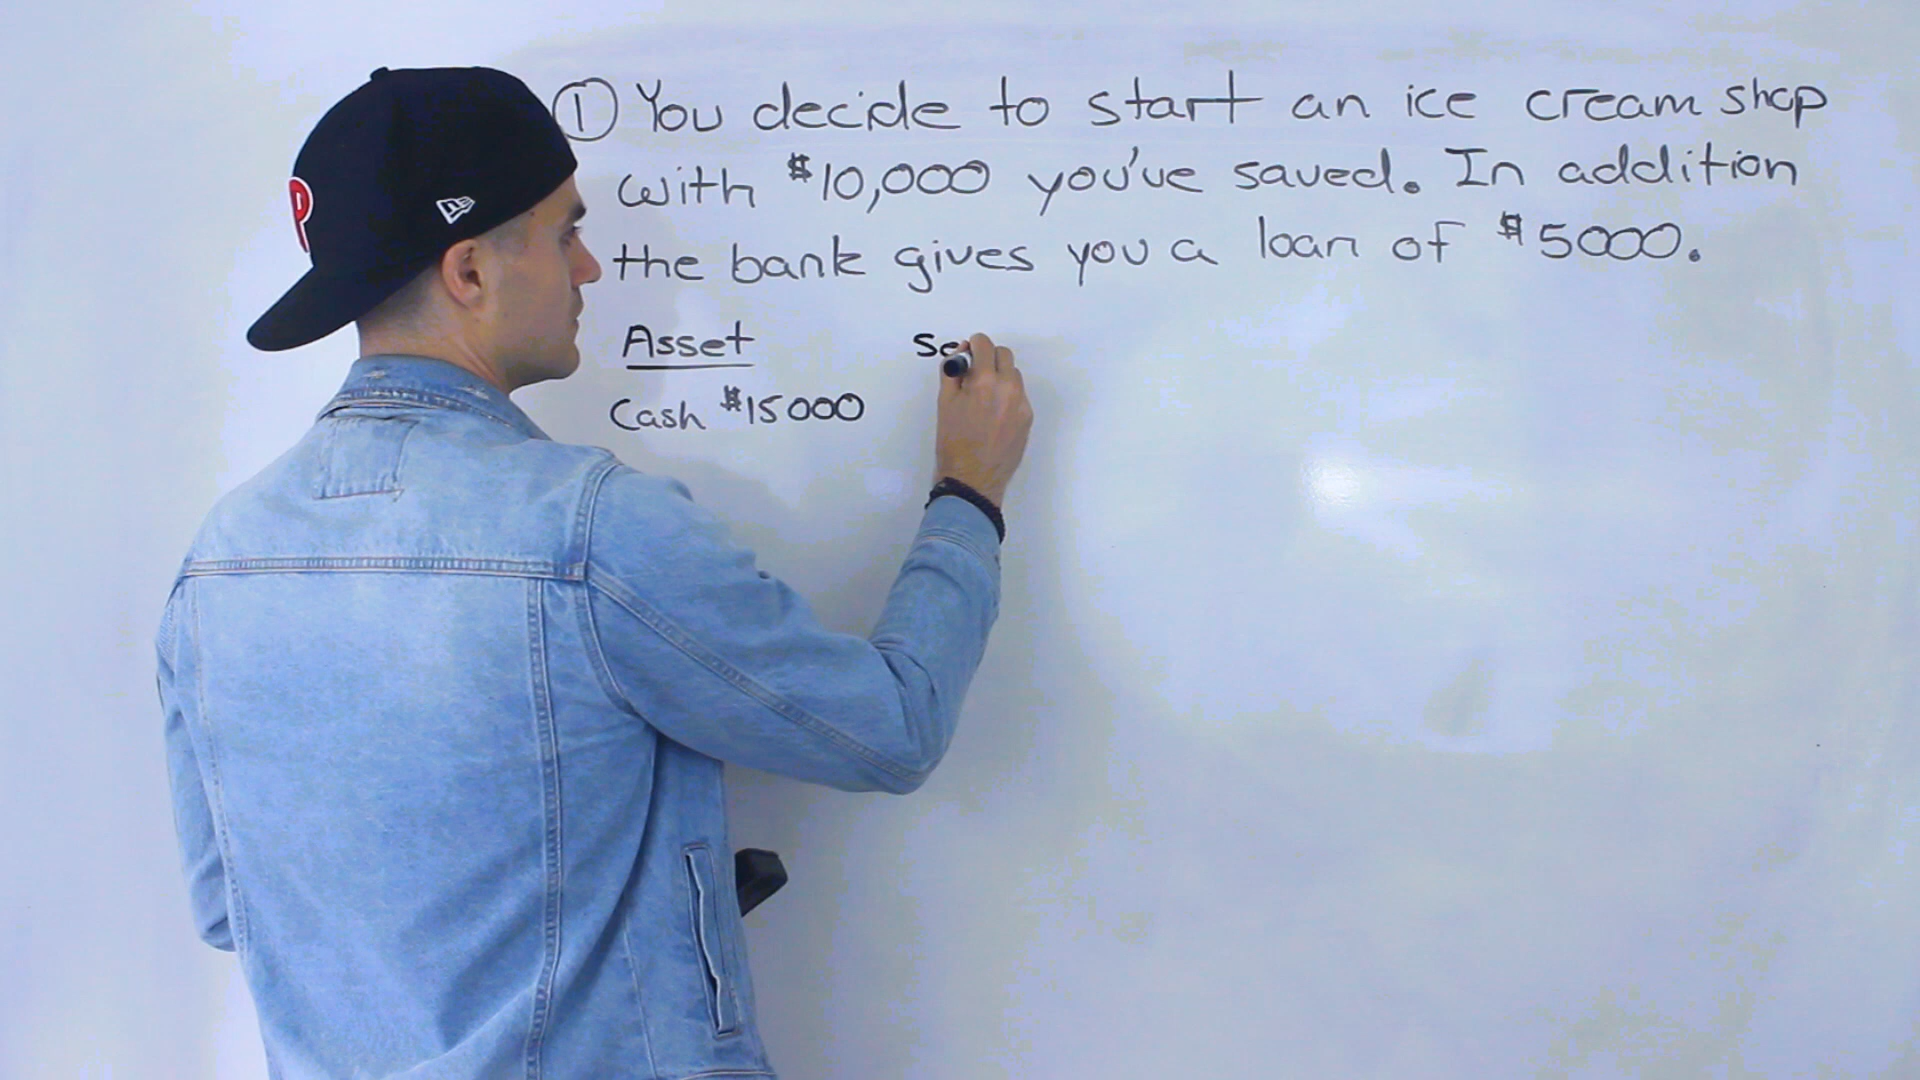 ① You decide to start an ice cream shop
with $10,000 you've saved. In addition
the bank gives you a loan of $5000.
Asset
Cash $15000
P